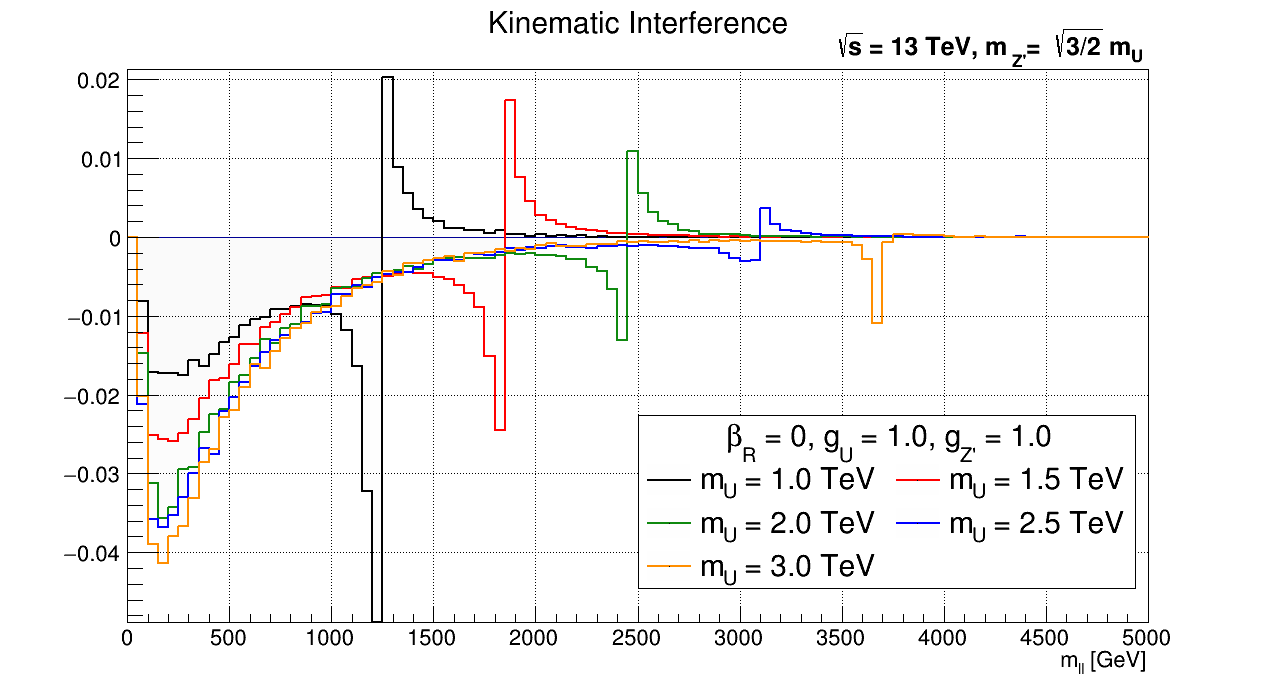 Kinematic Interference
√s = 13 TeV, m_Z'= √3/2 m_U
0.02
0.01
0
−0.01
−0.02
−0.03
−0.04
β_R = 0, g_U = 1.0, g_Z' = 1.0
m_U = 1.0 TeV m_U = 1.5 TeV
m_U = 2.0 TeV m_U = 2.5 TeV
m_U = 3.0 TeV
0 500 1000 1500 2000 2500 3000 3500 4000 4500 5000
m_ll [GeV]